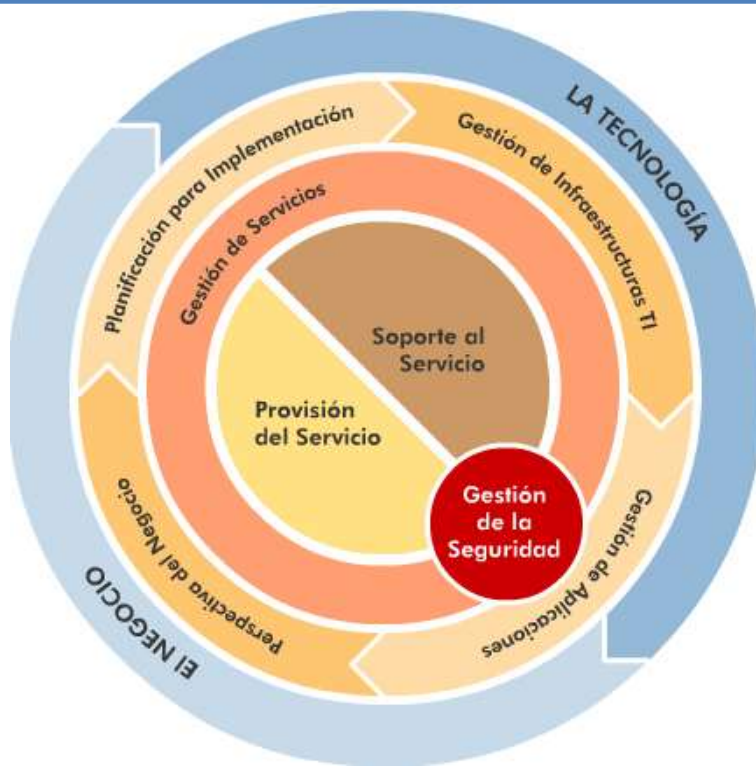 LA TECNOLOGÍA
Planificación para Implementación
Gestión de Infraestructuras TI
Gestión de Servicios
Soporte al
Servicio
Provisión
del Servicio
Gestión
de la
Seguridad
Gestión de Aplicaciones
Perspectiva del Negocio
El NEGOCIO